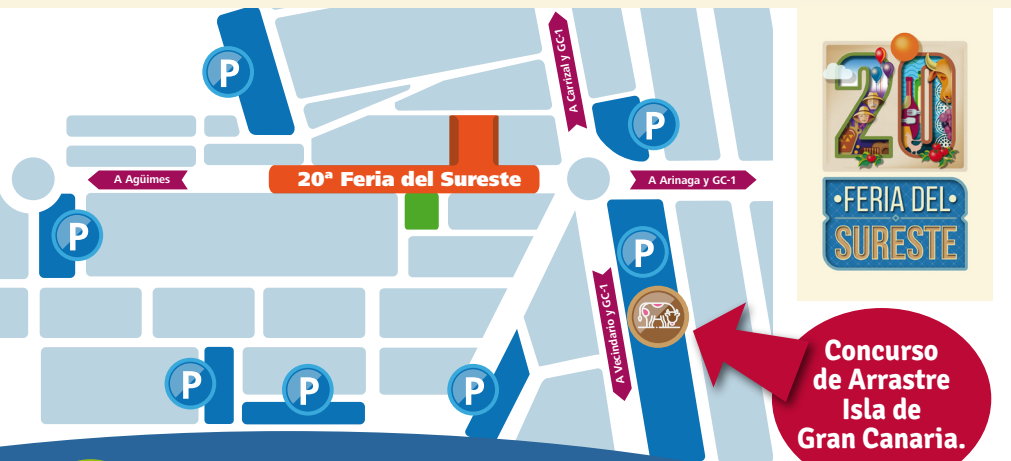 P
A Carrizal y GC-1
P
20
A Agüimes
20ª Feria del Sureste
A Arinaga y GC-1
•FERIA DEL•
SURESTE
P
P
A Vecindario y GC-1
Concurso
de Arrastre
Isla de
Gran Canaria.
P
P
P